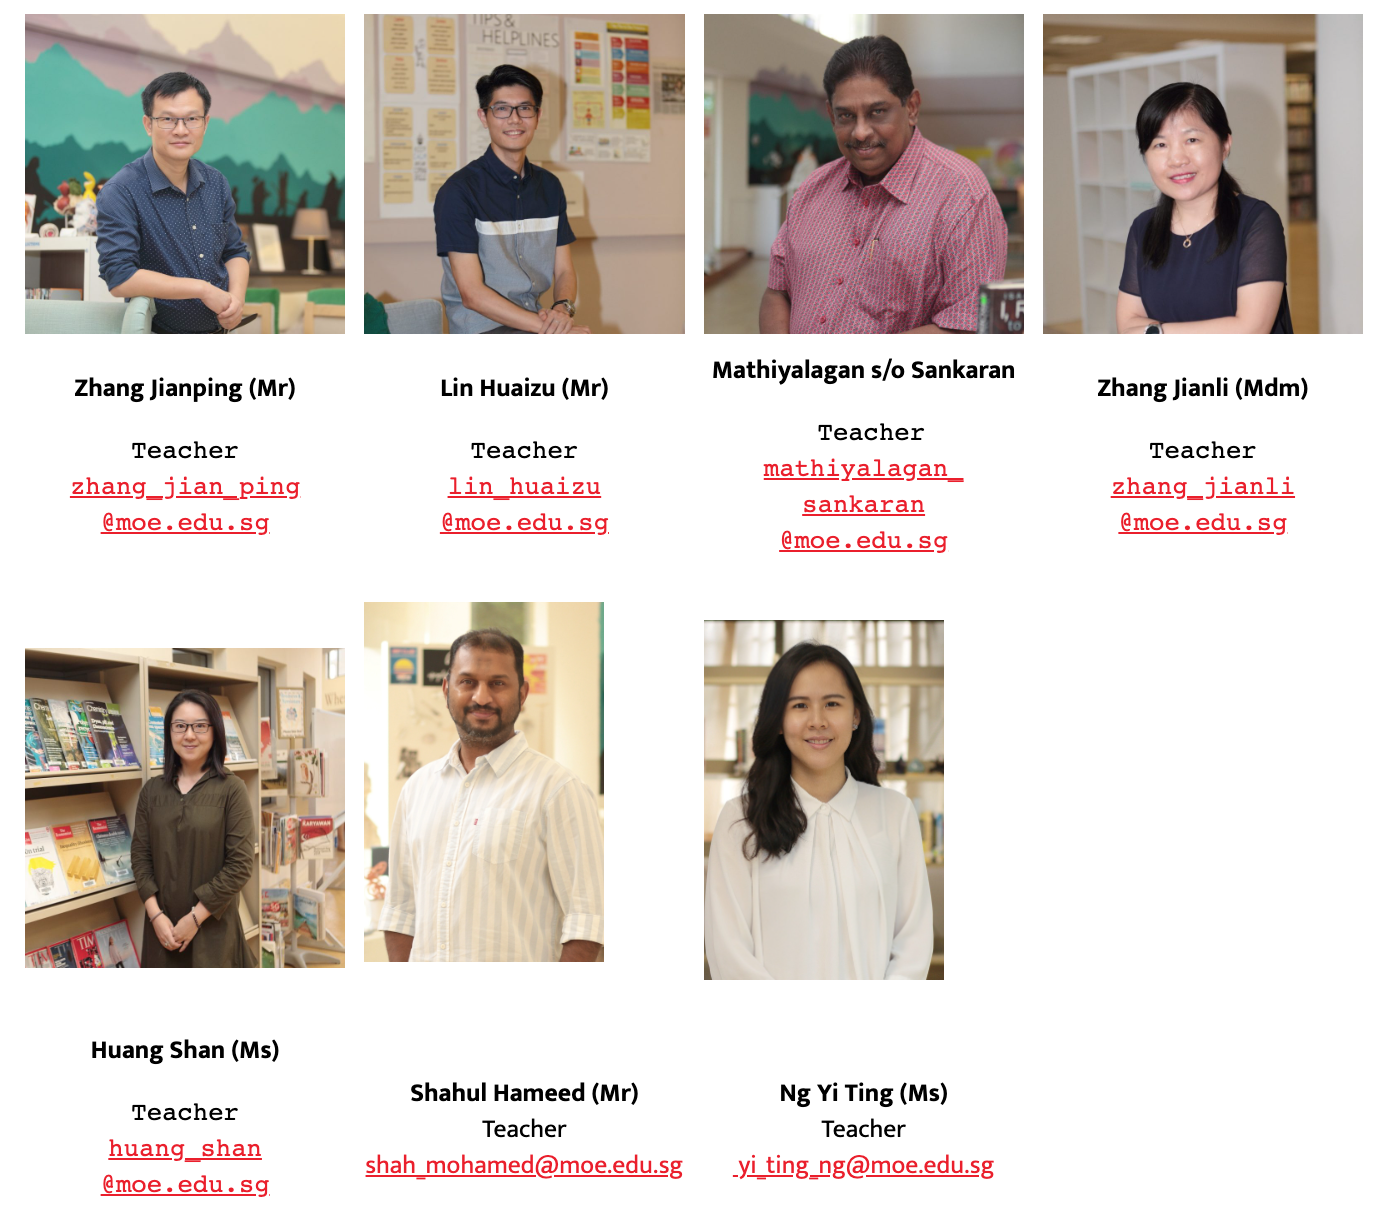 TIPS &
HELPLINES
I, R
Zhang Jianping (Mr)
Teacher
zhang_jian_ping
@moe.edu.sg
Lin Huaizu (Mr)
Teacher
lin_huaizu
@moe.edu.sg
Mathiyalagan s/o Sankaran
Teacher
mathiyalagan_
sankaran
@moe.edu.sg
Zhang Jianli (Mdm)
Teacher
zhang_jianli
@moe.edu.sg
KARYAWAN
Huang Shan (Ms)
Teacher
huang_shan
@moe.edu.sg
Shahul Hameed (Mr)
Teacher
shah_mohamed@moe.edu.sg
Ng Yi Ting (Ms)
Teacher
yi_ting_ng@moe.edu.sg